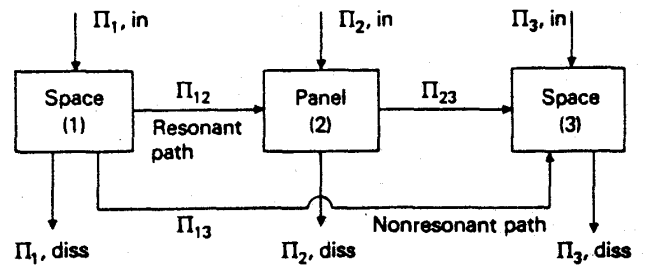 Π₁, in
Π₂, in
Π₃, in
Space
(1)
Π₁₂
Resonant
path
Panel
(2)
Π₂₃
Space
(3)
Π₁₃
Nonresonant path
Π₁, diss
Π₂, diss
Π₃, diss